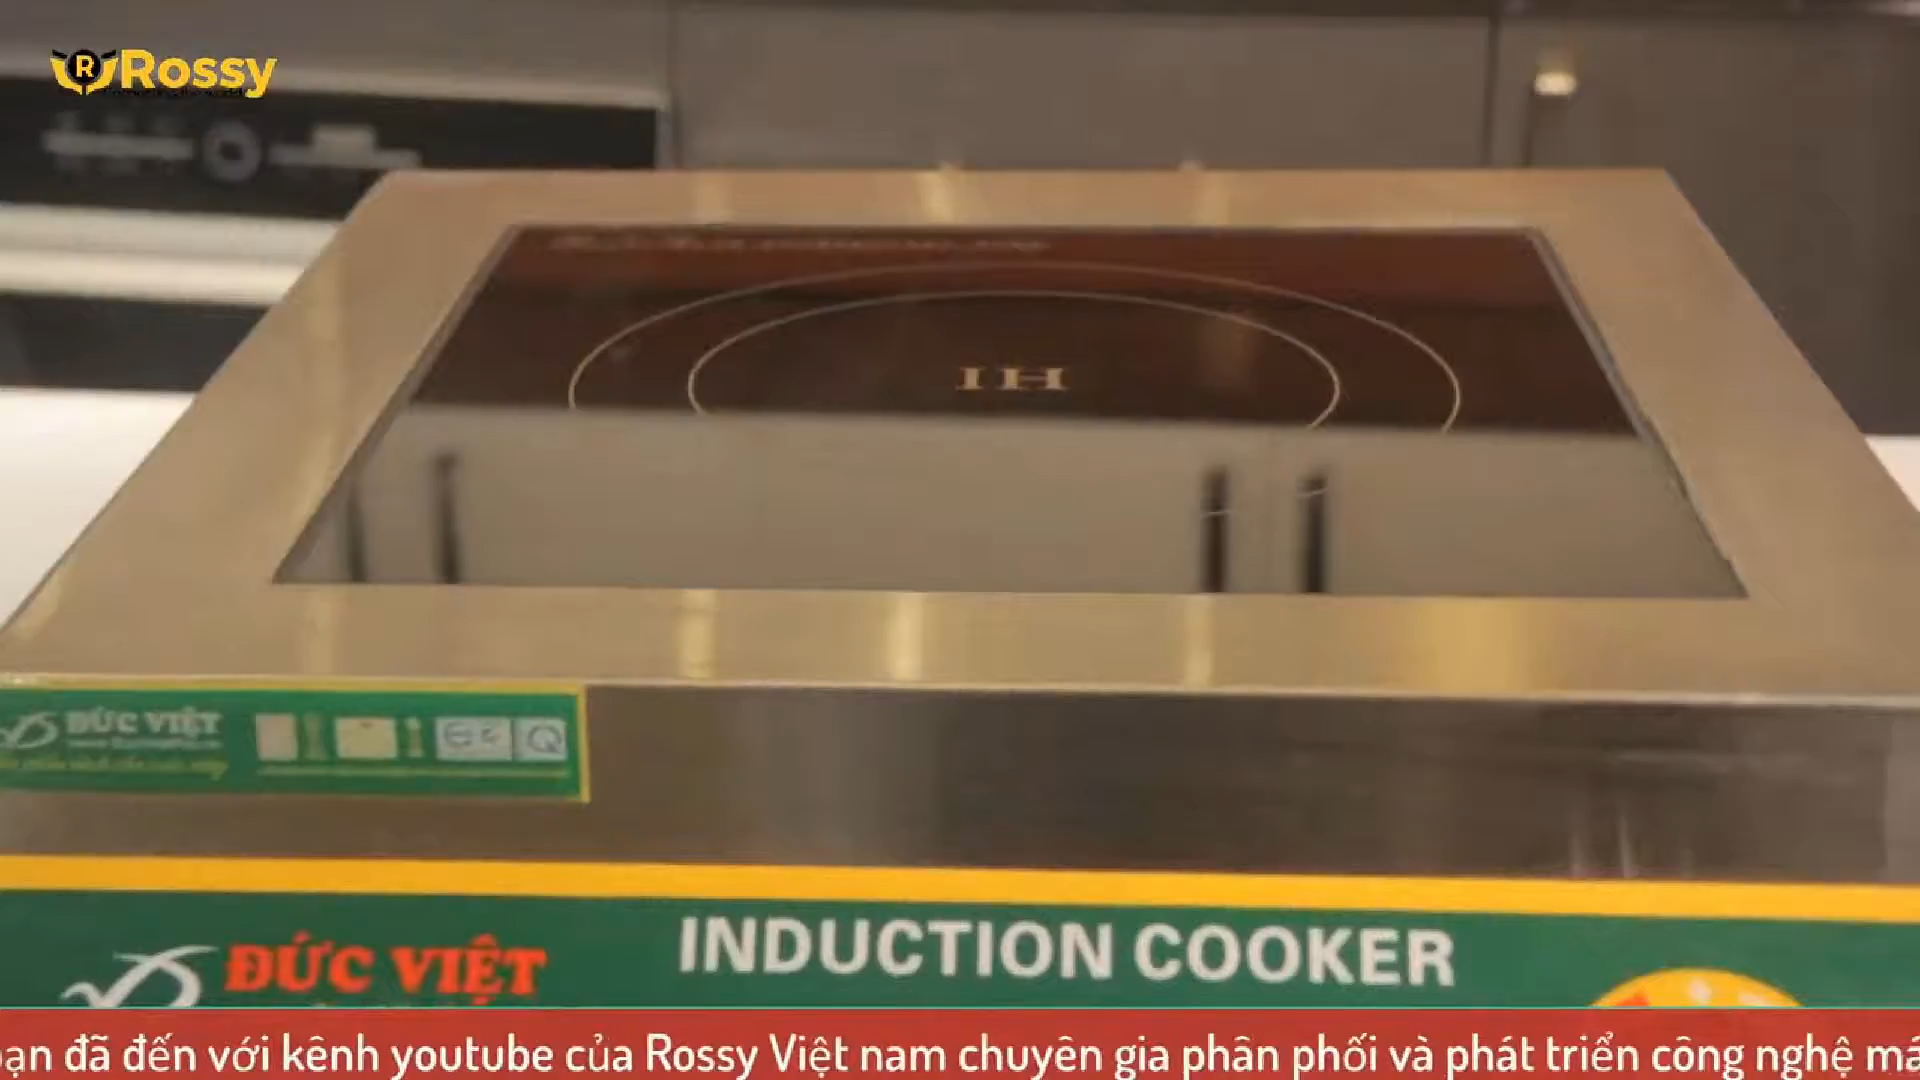 Rossy
IH
ĐỨC VIỆT
INDUCTION COOKER
ĐỨC VIỆT
bạn đã đến với kênh youtube của Rossy Việt nam chuyên gia phân phối và phát triển công nghệ má